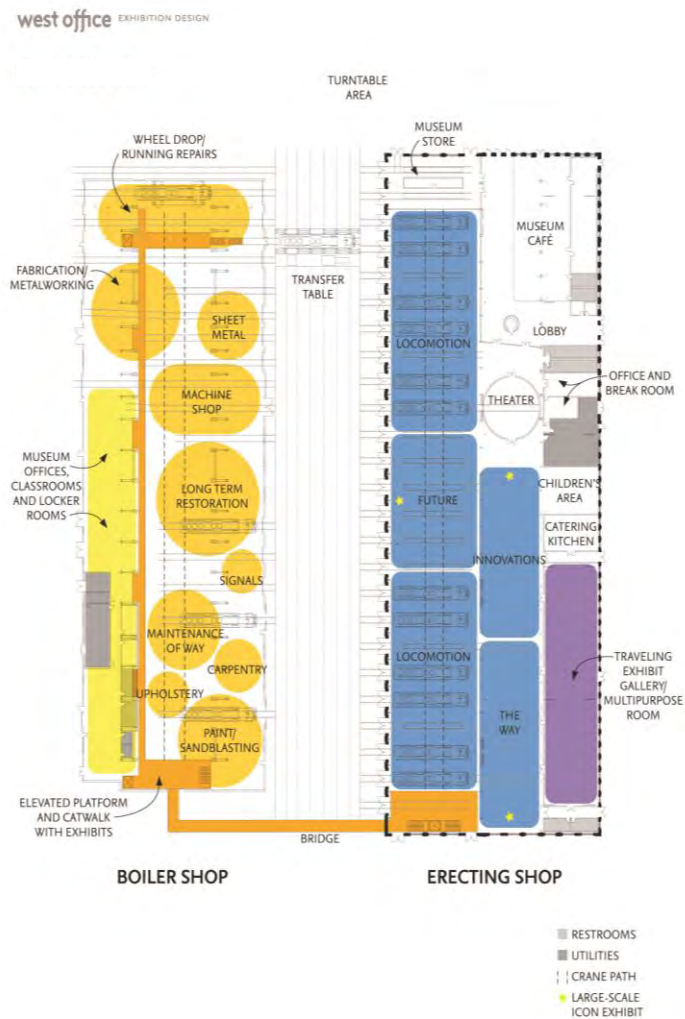 west office EXHIBITION DESIGN
TURNTABLE
AREA
MUSEUM
STORE
WHEEL DROP/
RUNNING REPAIRS
MUSEUM
CAFÉ
FABRICATION/
METALWORKING
TRANSFER
TABLE
SHEET
METAL
LOBBY
LOCOMOTION
OFFICE AND
BREAK ROOM
MACHINE
SHOP
THEATER
MUSEUM
OFFICES,
CLASSROOMS
AND LOCKER
ROOMS
LONG TERM
RESTORATION
FUTURE
CHILDREN'S
AREA
CATERING
KITCHEN
INNOVATIONS
SIGNALS
MAINTENANCE
OF WAY
LOCOMOTION
CARPENTRY
TRAVELING
EXHIBIT
GALLERY/
MULTIPURPOSE
ROOM
UPHOLSTERY
THE
WAY
PAINT/
SANDBLASTING
ELEVATED PLATFORM
AND CATWALK
WITH EXHIBITS
BRIDGE
BOILER SHOP
ERECTING SHOP
RESTROOMS
UTILITIES
CRANE PATH
LARGE-SCALE
ICON EXHIBIT